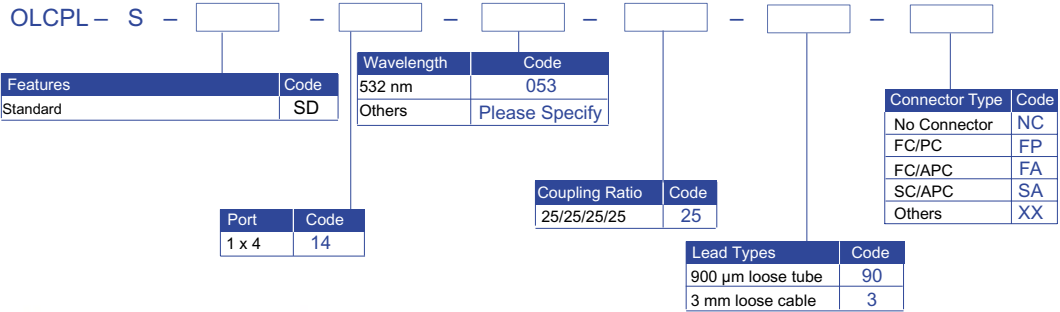 OLCPL – S – – – – – –
Features Code
Standard SD
Port Code
1 x 4 14
Wavelength Code
532 nm 053
Others Please Specify
Coupling Ratio Code
25/25/25/25 25
Lead Types Code
900 µm loose tube 90
3 mm loose cable 3
Connector Type Code
No Connector NC
FC/PC FP
FC/APC FA
SC/APC SA
Others XX